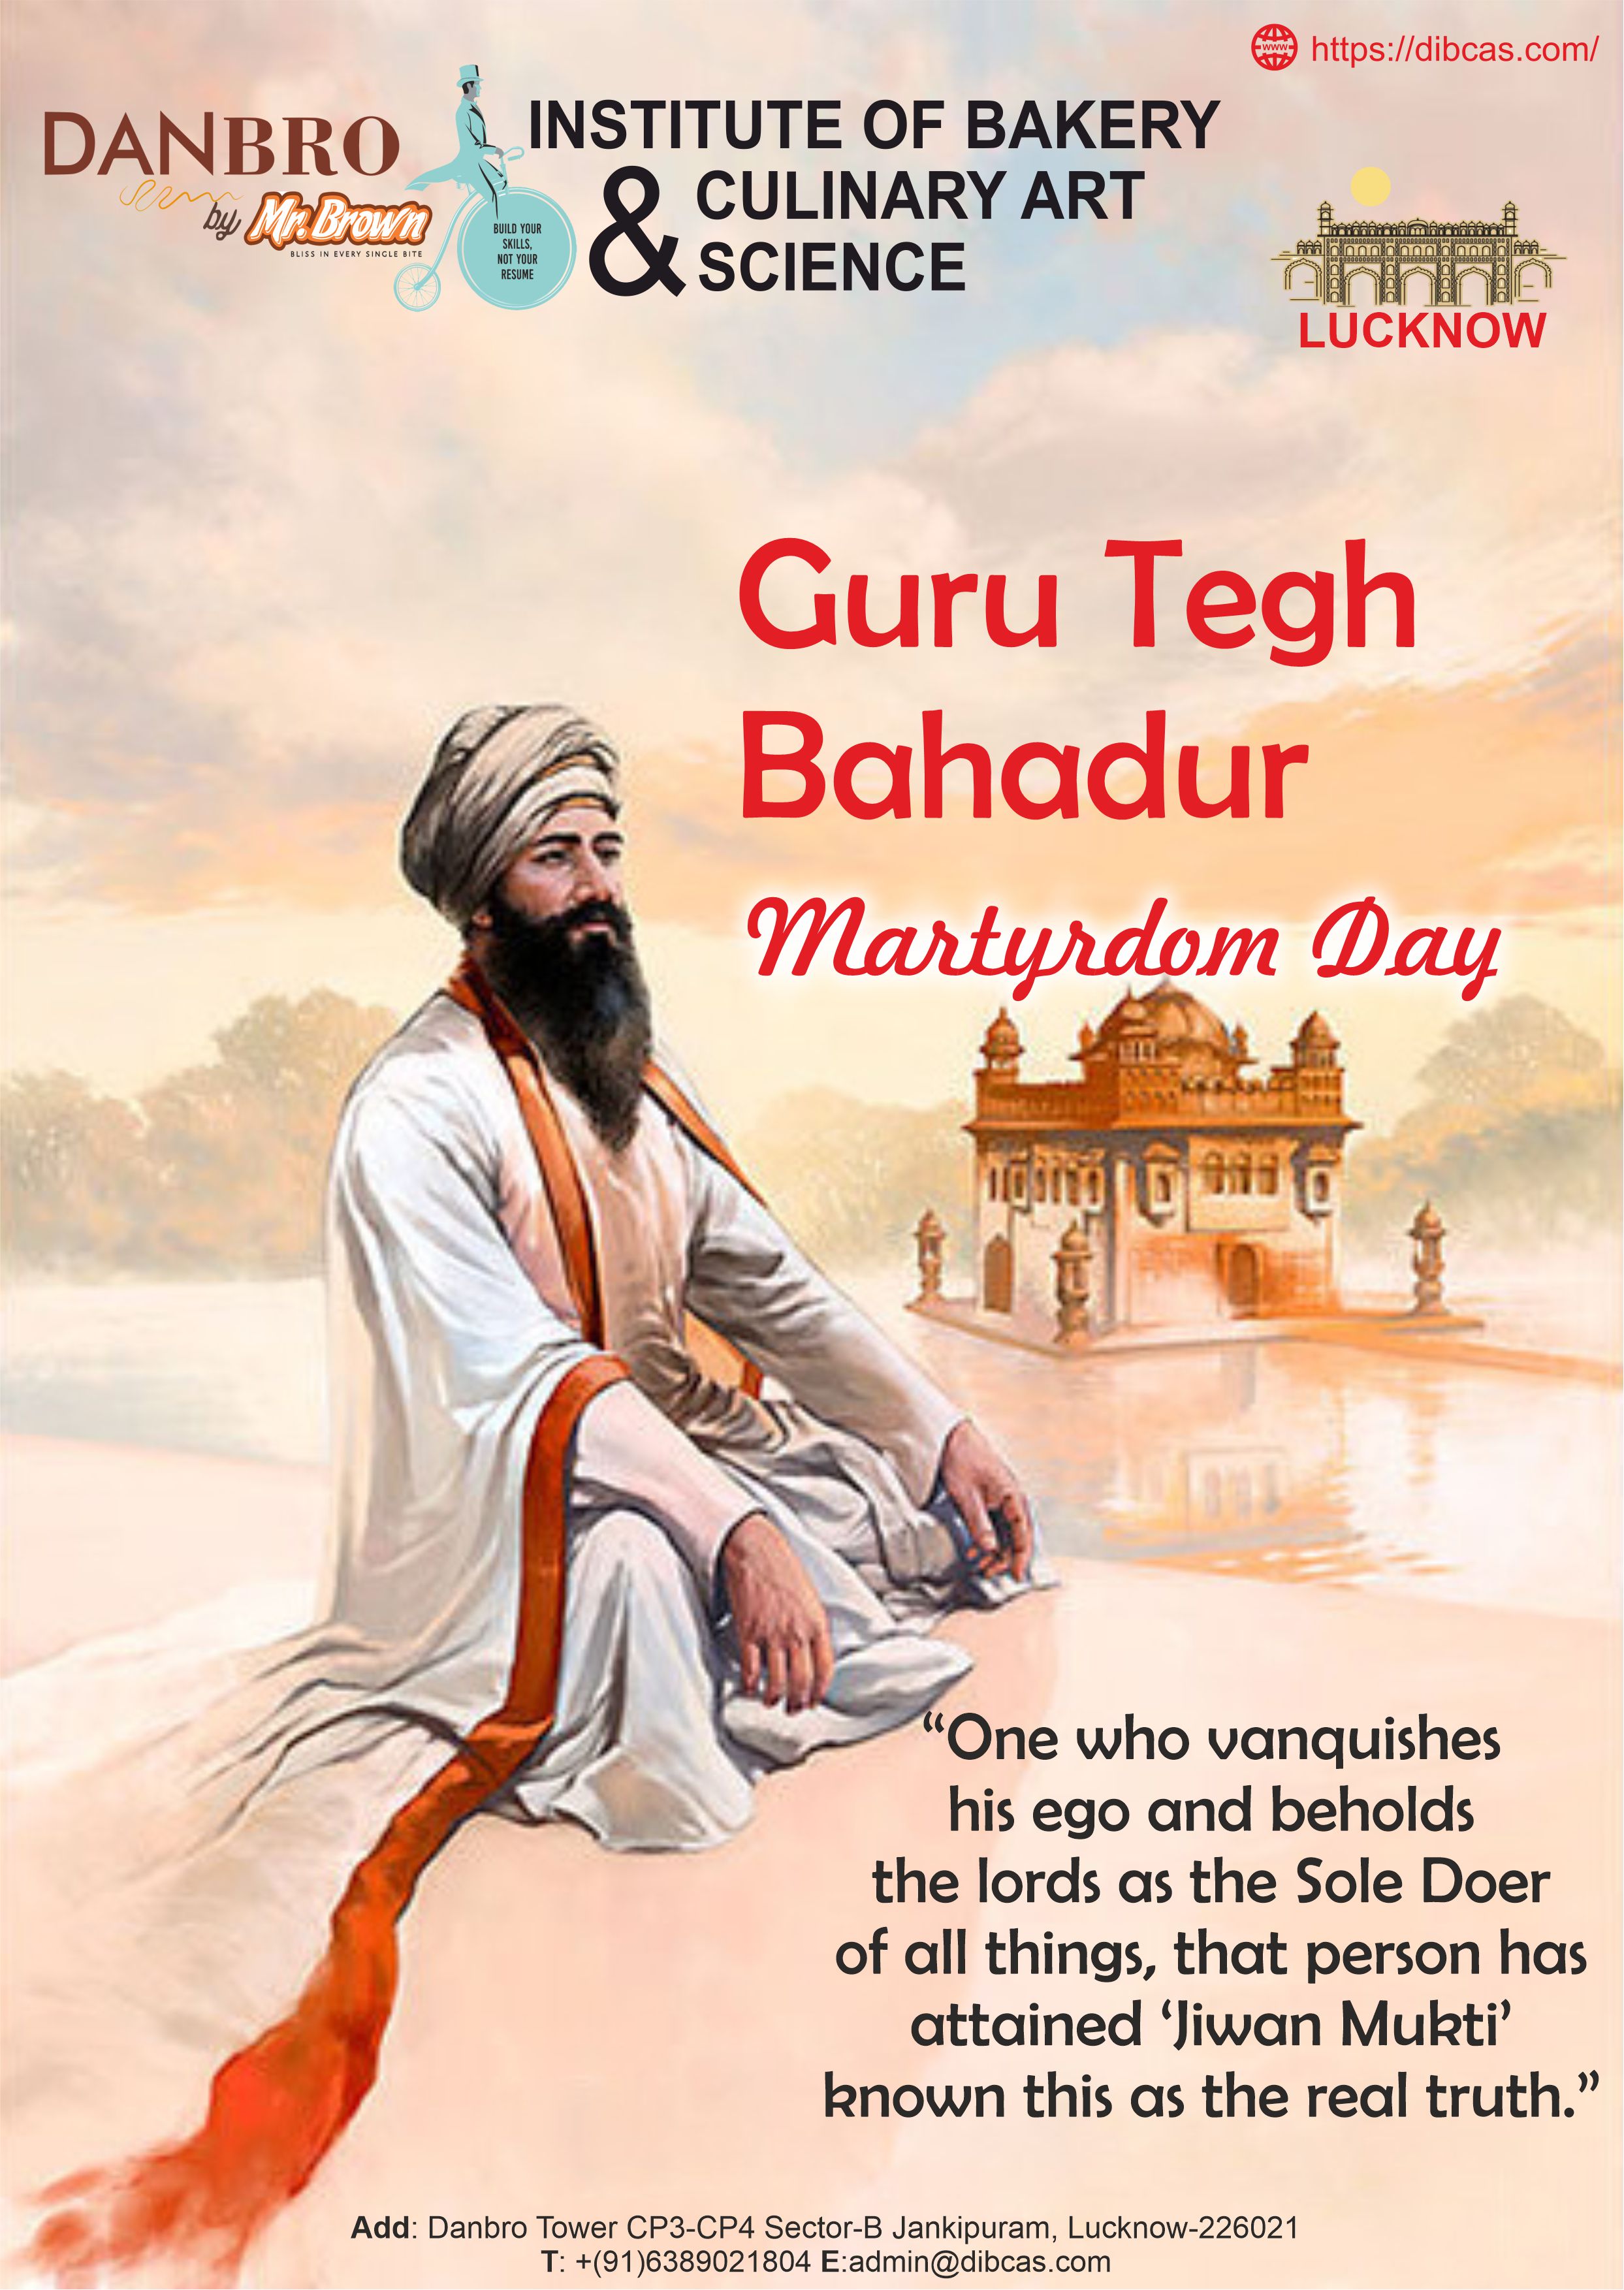 https://dibcas.com/
DANBRO
by Mr. Brown
BLISS IN EVERY SINGLE BITE
BUILD YOUR
SKILLS,
NOT YOUR
RESUME
INSTITUTE OF BAKERY
& CULINARY ART
SCIENCE
LUCKNOW
Guru Tegh
Bahadur
Martyrdom Day
“One who vanquishes
his ego and beholds
the lords as the Sole Doer
of all things, that person has
attained ‘Jiwan Mukti’
known this as the real truth.”
Add: Danbro Tower CP3-CP4 Sector-B Jankipuram, Lucknow-226021
T: +(91)6389021804 E:admin@dibcas.com